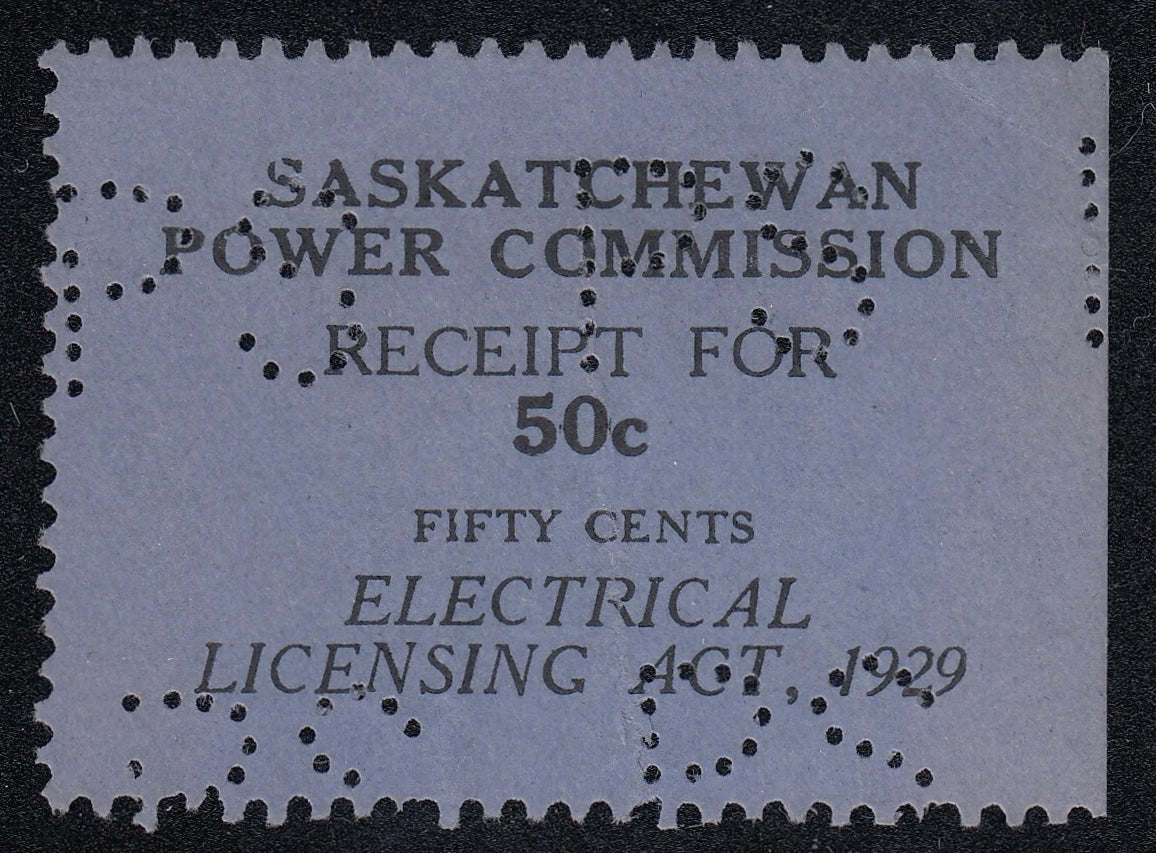 SASKATCHEWAN
POWER COMMISSION
RECEIPT FOR
50c
FIFTY CENTS
ELECTRICAL
LICENSING ACT, 1929